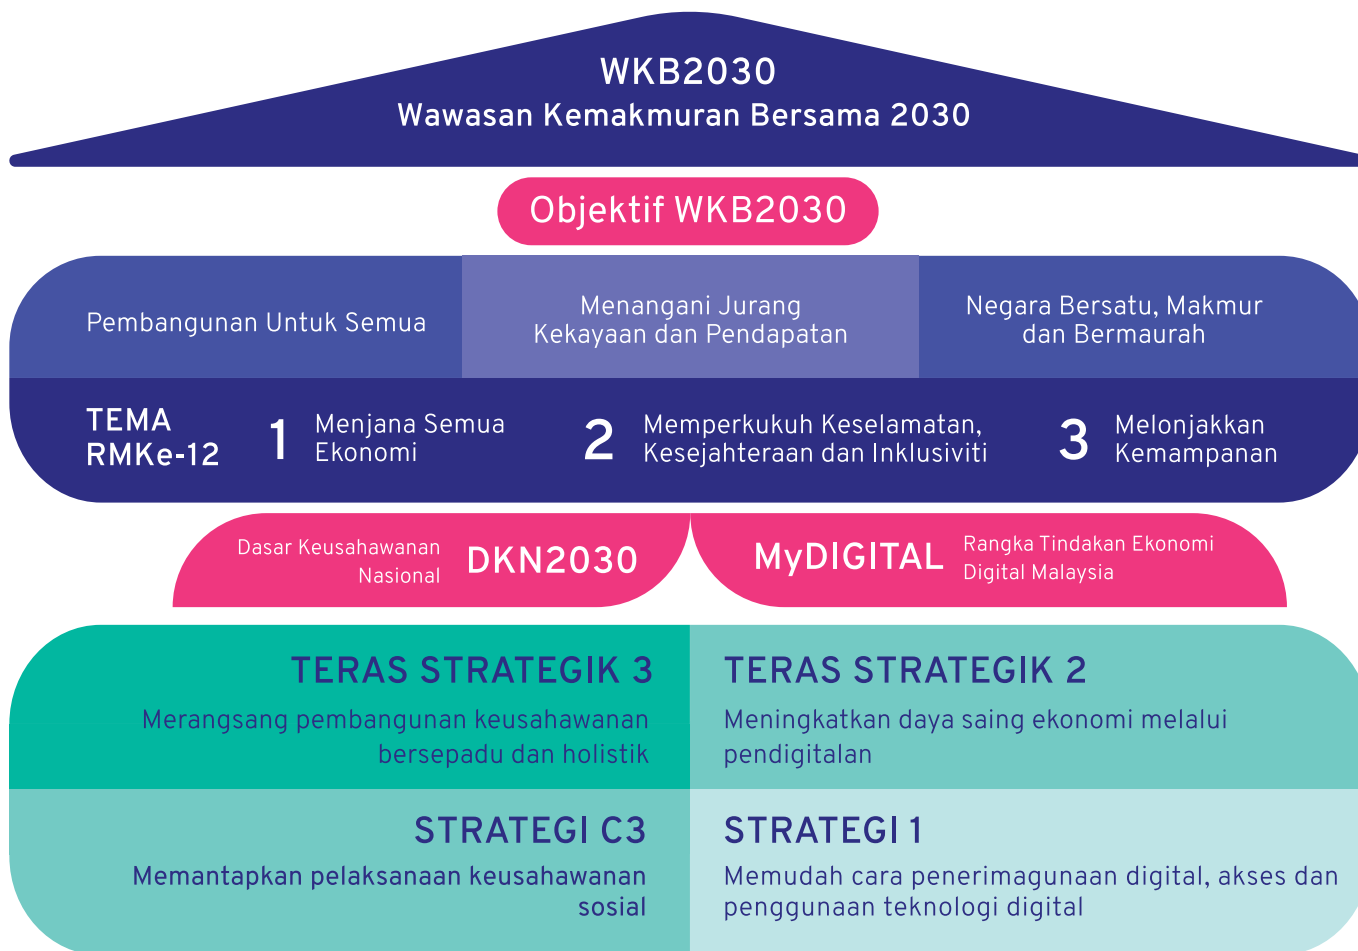 WKB2030
Wawasan Kemakmuran Bersama 2030
Objektif WKB2030
Pembangunan Untuk Semua
Menangani Jurang
Kekayaan dan Pendapatan
Negara Bersatu, Makmur
dan Bermaurah
TEMA
RMKe-12
1
Menjana Semua
Ekonomi
2
Memperkukuh Keselamatan,
Kesejahteraan dan Inklusiviti
3
Melonjakkan
Kemampanan
Dasar Keusahawanan
Nasional
DKN2030
MyDIGITAL
Rangka Tindakan Ekonomi
Digital Malaysia
TERAS STRATEGIK 3
Merangsang pembangunan keusahawanan
bersepadu dan holistik
TERAS STRATEGIK 2
Meningkatkan daya saing ekonomi melalui
pendigitalan
STRATEGI C3
Memantapkan pelaksanaan keusahawanan
sosial
STRATEGI 1
Memudah cara penerimagunaan digital, akses dan
penggunaan teknologi digital